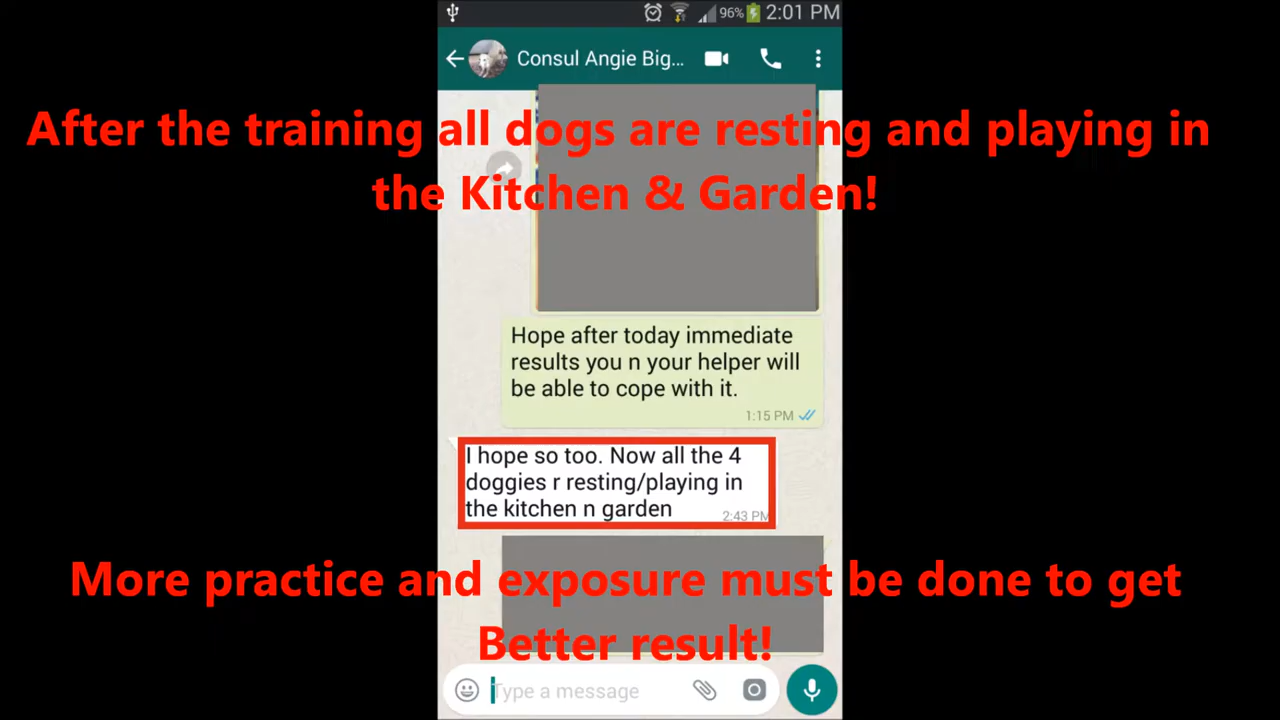 96% 2:01 PM
Consul Angie Big...
After the training all dogs are resting and playing in
the Kitchen & Garden!
Hope after today immediate
results you n your helper will
be able to cope with it.
1:15 PM
I hope so too. Now all the 4
doggies r resting/playing in
the kitchen n garden
2:43 PM
More practice and exposure must be done to get
Better result!
Type a message